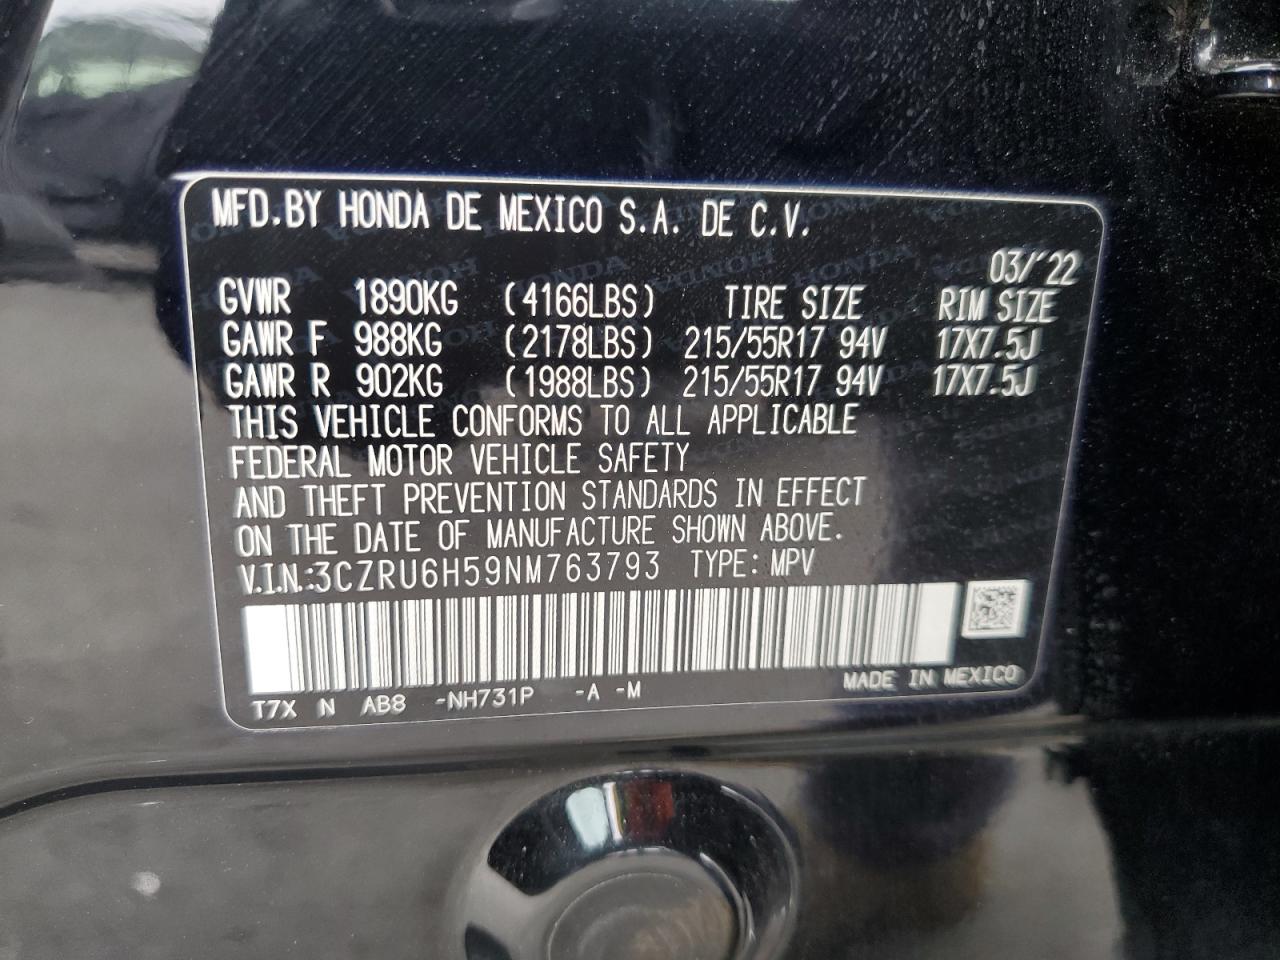 MFD.BY HONDA DE MEXICO S.A. DE C.V.
03/'22
GVWR 1890KG (4166LBS) TIRE SIZE RIM SIZE
GAWR F 988KG (2178LBS) 215/55R17 94V 17X7.5J
GAWR R 902KG (1988LBS) 215/55R17 94V 17X7.5J
THIS VEHICLE CONFORMS TO ALL APPLICABLE
FEDERAL MOTOR VEHICLE SAFETY
AND THEFT PREVENTION STANDARDS IN EFFECT
ON THE DATE OF MANUFACTURE SHOWN ABOVE.
V.I.N.:3CZRU6H59NM763793 TYPE: MPV
T7X N AB8 -NH731P -A -M MADE IN MEXICO